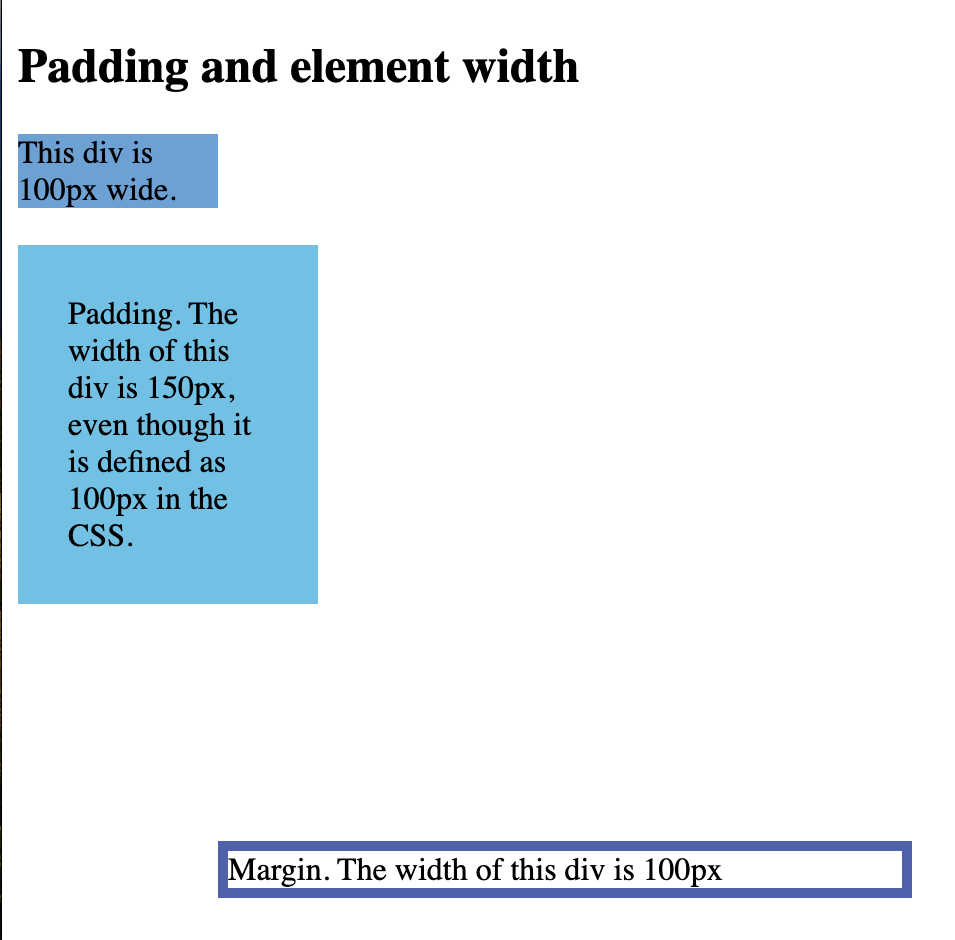 Padding and element width
This div is
100px wide.
Padding. The
width of this
div is 150px,
even though it
is defined as
100px in the
CSS.
Margin. The width of this div is 100px